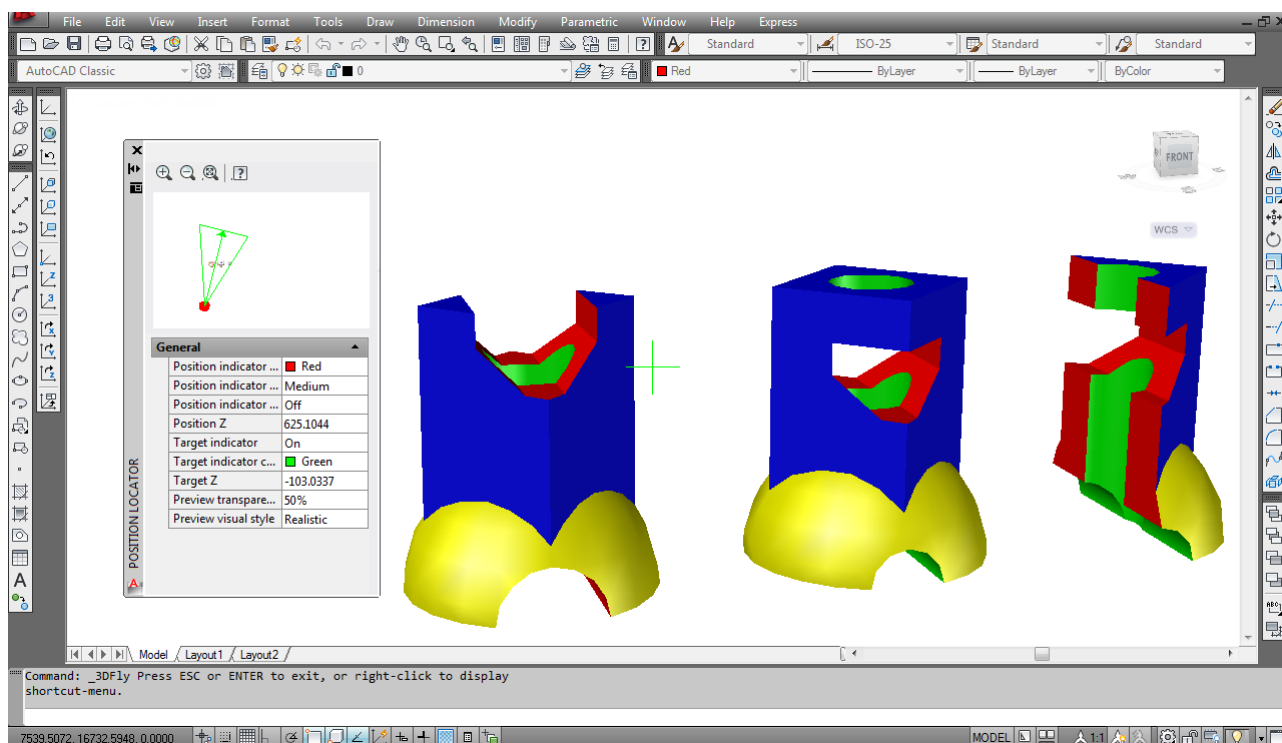 File Edit View Insert Format Tools Draw Dimension Modify Parametric Window Help Express
Standard ISO-25 Standard Standard
AutoCAD Classic 0 Red ByLayer ByLayer ByColor
FRONT
WCS
General
Position indicator ... Red
Position indicator ... Medium
Position indicator ... Off
Position Z 625.1044
Target indicator On
Target indicator c... Green
Target Z -103.0337
Preview transpare... 50%
Preview visual style Realistic
POSITION LOCATOR
Model Layout1 Layout2
Command: _3DFly Press ESC or ENTER to exit, or right-click to display
shortcut-menu.
7539.5072, 16732.5948, 0.0000 MODEL 1:1